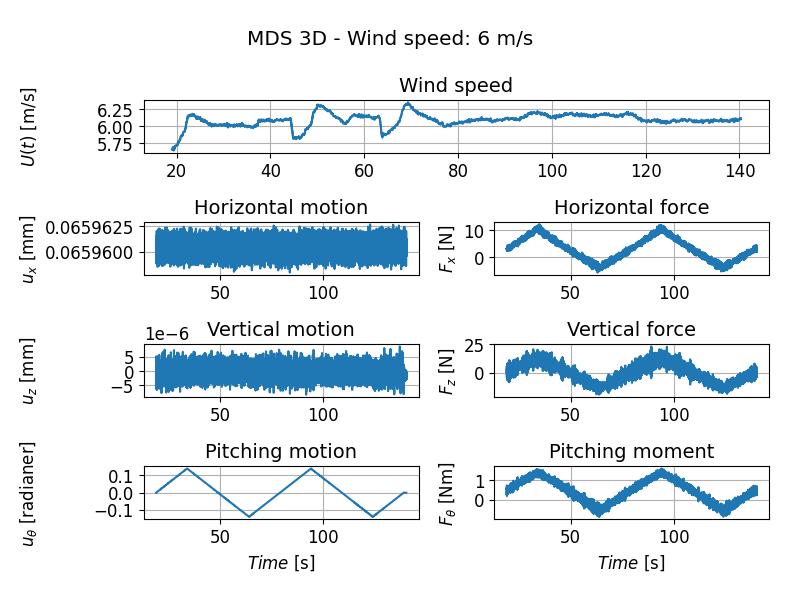 MDS 3D - Wind speed: 6 m/s
Wind speed
U(t) [m/s]
6.25
6.00
5.75
20 40 60 80 100 120 140
Horizontal motion Horizontal force
u_x [mm]
0.0659625
0.0659600
50 100
F_x [N]
10
0
50 100
Vertical motion Vertical force
1e−6
u_z [mm]
5
0
−5
50 100
F_z [N]
25
0
50 100
Pitching motion Pitching moment
u_θ [radianer]
0.1
0.0
−0.1
50 100
Time [s]
F_θ [Nm]
1
0
50 100
Time [s]